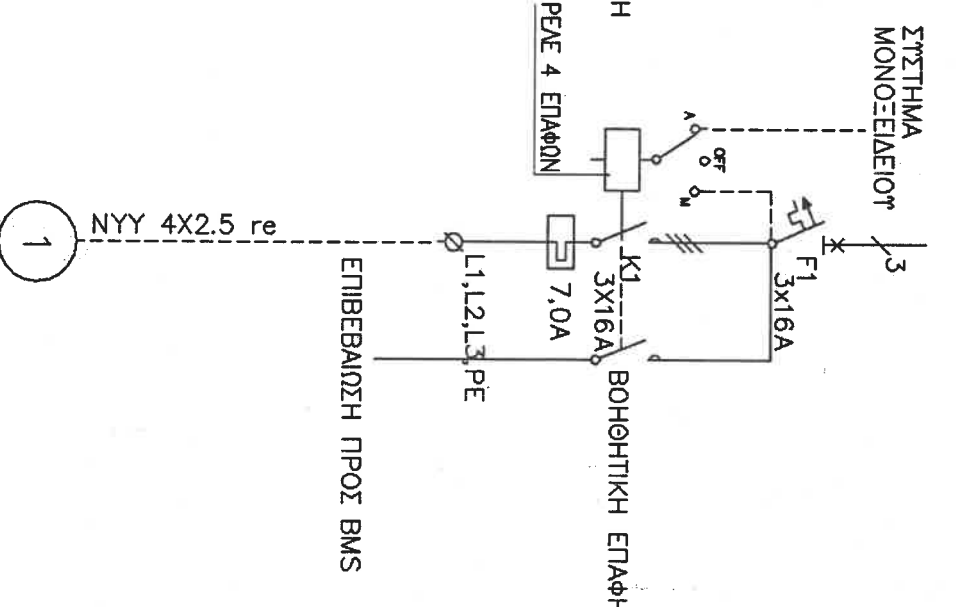 ΣΥΣΤΗΜΑ
ΜΟΝΟΞΕΙΔΕΙΟΥ
3
F1
3x16A
A
OFF
M
Η
ΡΕΛΕ 4 ΕΠΑΦΩΝ
K1
3X16A
ΒΟΗΘΗΤΙΚΗ ΕΠΑΦΗ
7,0A
L1,L2,L3,PE
NYY 4X2.5 re
ΕΠΙΒΕΒΑΙΩΣΗ ΠΡΟΣ BMS
1